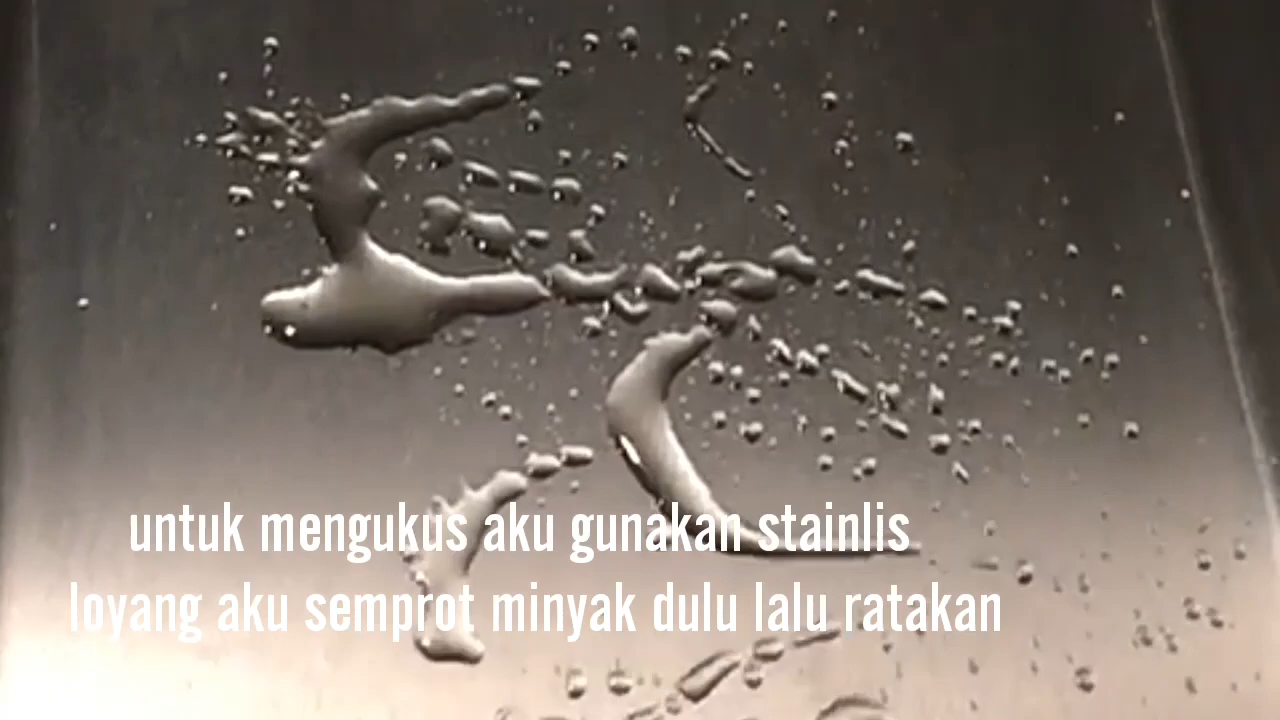 untuk mengukus aku gunakan stainlis
loyang aku semprot minyak dulu lalu ratakan